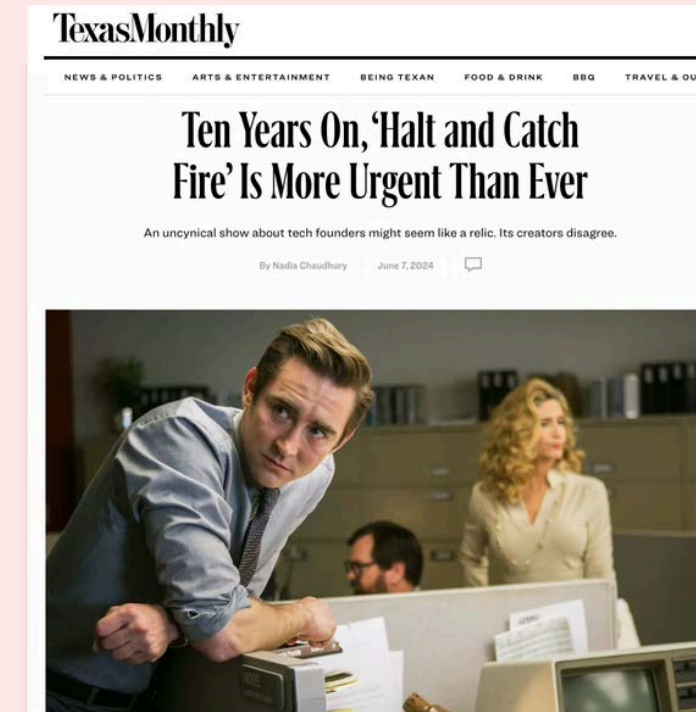 TexasMonthly
NEWS & POLITICS ARTS & ENTERTAINMENT BEING TEXAN FOOD & DRINK BBQ TRAVEL & OU
Ten Years On, ‘Halt and Catch
Fire’ Is More Urgent Than Ever
An uncynical show about tech founders might seem like a relic. Its creators disagree.
By Nadia Chaudhury June 7, 2024